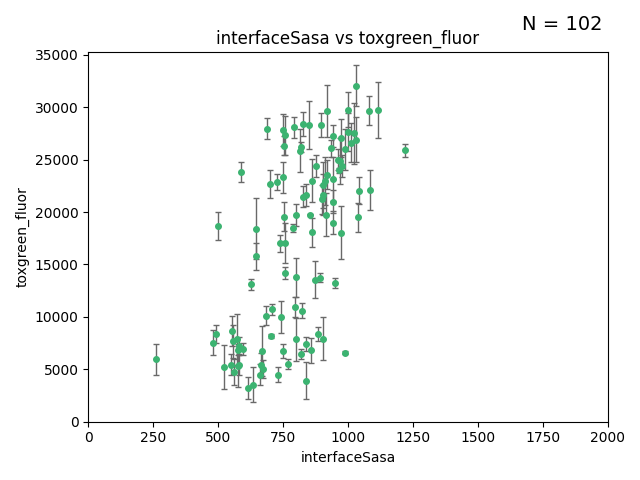 N = 102
interfaceSasa vs toxgreen_fluor
35000
30000
25000
20000
15000
10000
5000
0
toxgreen_fluor
0 250 500 750 1000 1250 1500 1750 2000
interfaceSasa